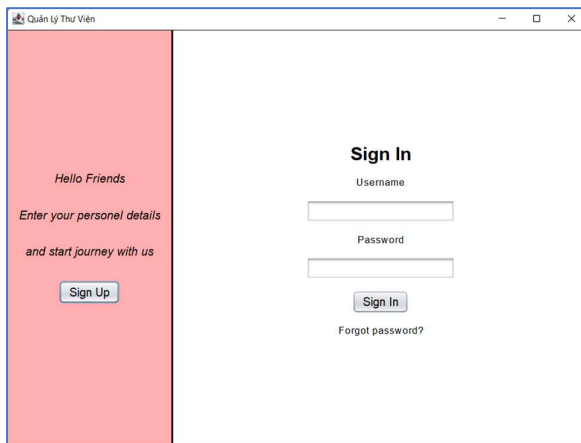 Quản Lý Thư Viện
Hello Friends
Enter your personel details
and start journey with us
Sign Up
Sign In
Username
Password
Sign In
Forgot password?